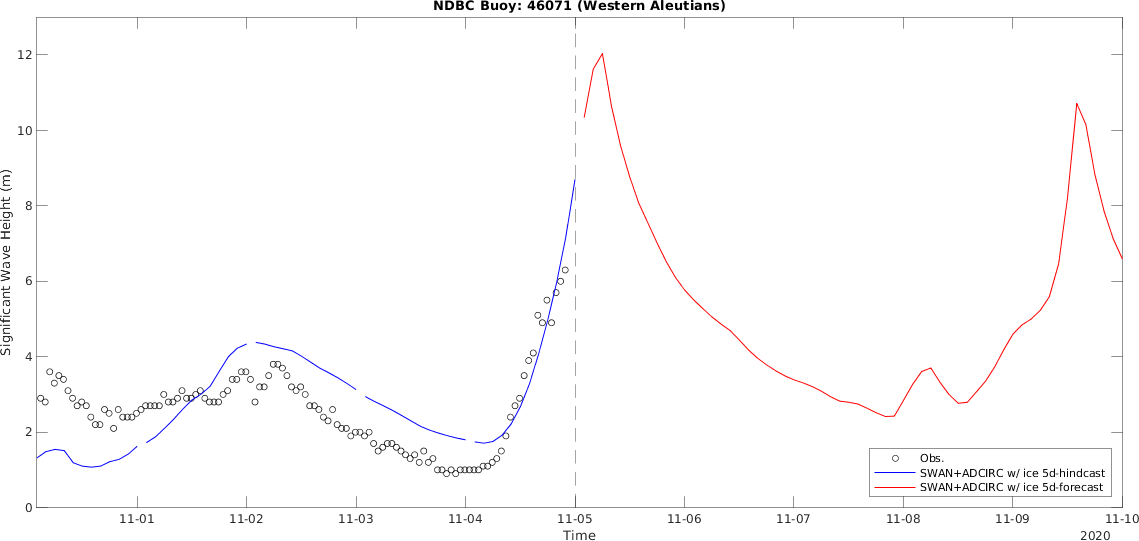 NDBC Buoy: 46071 (Western Aleutians)
Significant Wave Height (m)
12
10
8
6
4
2
0
Obs.
SWAN+ADCIRC w/ ice 5d-hindcast
SWAN+ADCIRC w/ ice 5d-forecast
11-01 11-02 11-03 11-04 11-05 11-06 11-07 11-08 11-09 11-10
Time
2020